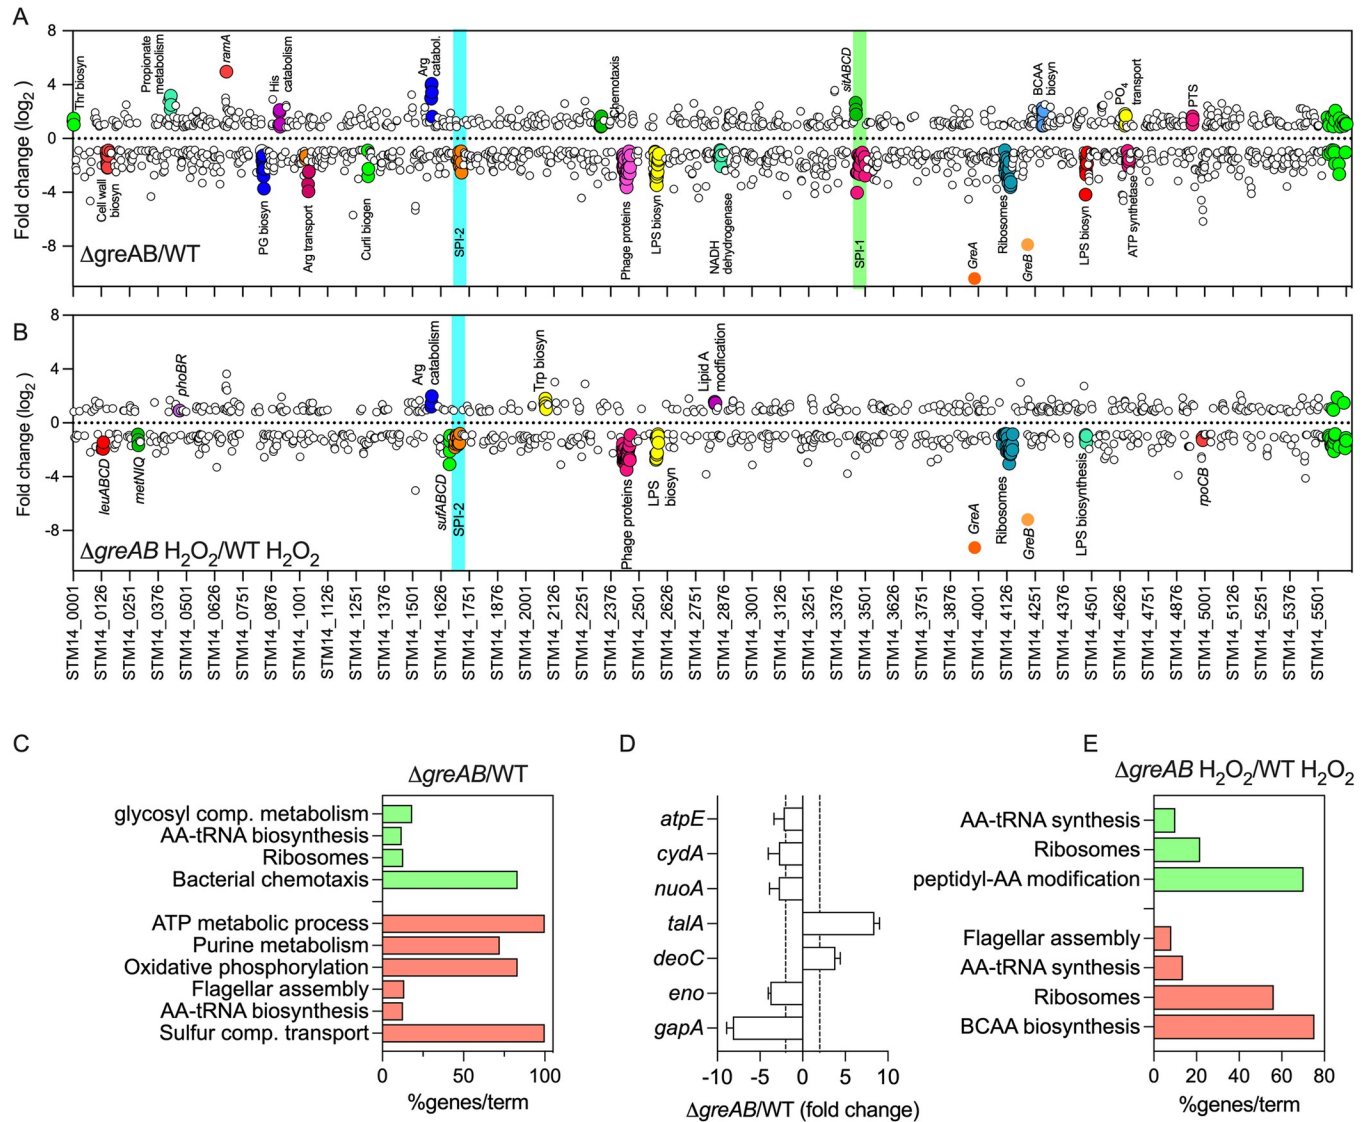 A
8
4
0
-4
-8
Fold change (log2)
Thr biosyn
Propionate
metabolism
ramA
His
catabolism
Arg
catabol.
Chemotaxis
sitABCD
BCAA
biosyn
PO4
transport
PTS
Cell wall
biosyn
PG biosyn
Arg transport
Curli biogen
SPI-2
Phage proteins
LPS biosyn
NADH
dehydrogenase
SPI-1
GreA
Ribosomes
GreB
LPS biosyn
ATP synthetase
ΔgreAB/WT
B
8
4
0
-4
-8
Fold change (log2)
phoBR
Arg
catabolism
Trp biosyn
Lipid A
modification
leuABCD
metNIQ
sufABCD
SPI-2
Phage proteins
LPS
biosyn
GreA
Ribosomes
GreB
LPS biosynthesis
rpoCB
ΔgreAB H2O2/WT H2O2
STM14_0001
STM14_0126
STM14_0251
STM14_0376
STM14_0501
STM14_0626
STM14_0751
STM14_0876
STM14_1001
STM14_1126
STM14_1251
STM14_1376
STM14_1501
STM14_1626
STM14_1751
STM14_1876
STM14_2001
STM14_2126
STM14_2251
STM14_2376
STM14_2501
STM14_2626
STM14_2751
STM14_2876
STM14_3001
STM14_3126
STM14_3251
STM14_3376
STM14_3501
STM14_3626
STM14_3751
STM14_3876
STM14_4001
STM14_4126
STM14_4251
STM14_4376
STM14_4501
STM14_4626
STM14_4751
STM14_4876
STM14_5001
STM14_5126
STM14_5251
STM14_5376
STM14_5501
C
ΔgreAB/WT
glycosyl comp. metabolism
AA-tRNA biosynthesis
Ribosomes
Bacterial chemotaxis
ATP metabolic process
Purine metabolism
Oxidative phosphorylation
Flagellar assembly
AA-tRNA biosynthesis
Sulfur comp. transport
0 50 100
%genes/term
D
atpE
cydA
nuoA
talA
deoC
eno
gapA
-10 -5 0 5 10
ΔgreAB/WT (fold change)
E
ΔgreAB H2O2/WT H2O2
AA-tRNA synthesis
Ribosomes
peptidyl-AA modification
Flagellar assembly
AA-tRNA synthesis
Ribosomes
BCAA biosynthesis
0 20 40 60 80
%genes/term